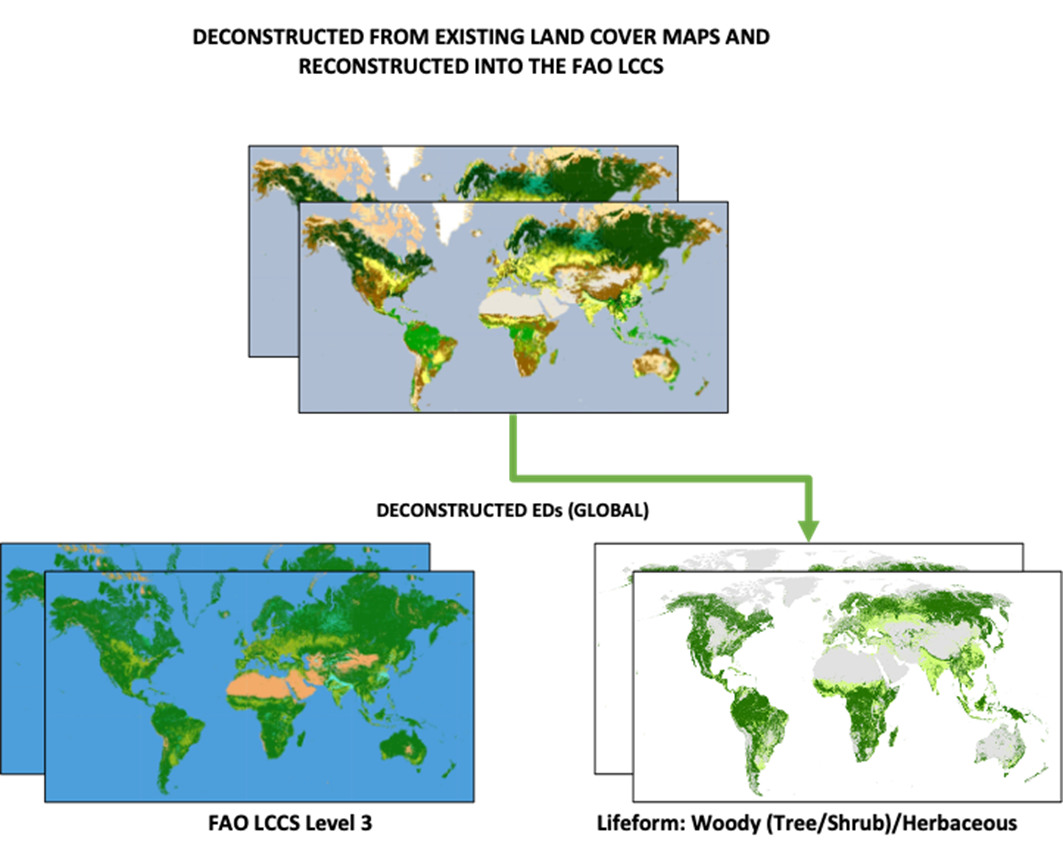 DECONSTRUCTED FROM EXISTING LAND COVER MAPS AND
RECONSTRUCTED INTO THE FAO LCCS
DECONSTRUCTED EDs (GLOBAL)
FAO LCCS Level 3
Lifeform: Woody (Tree/Shrub)/Herbaceous